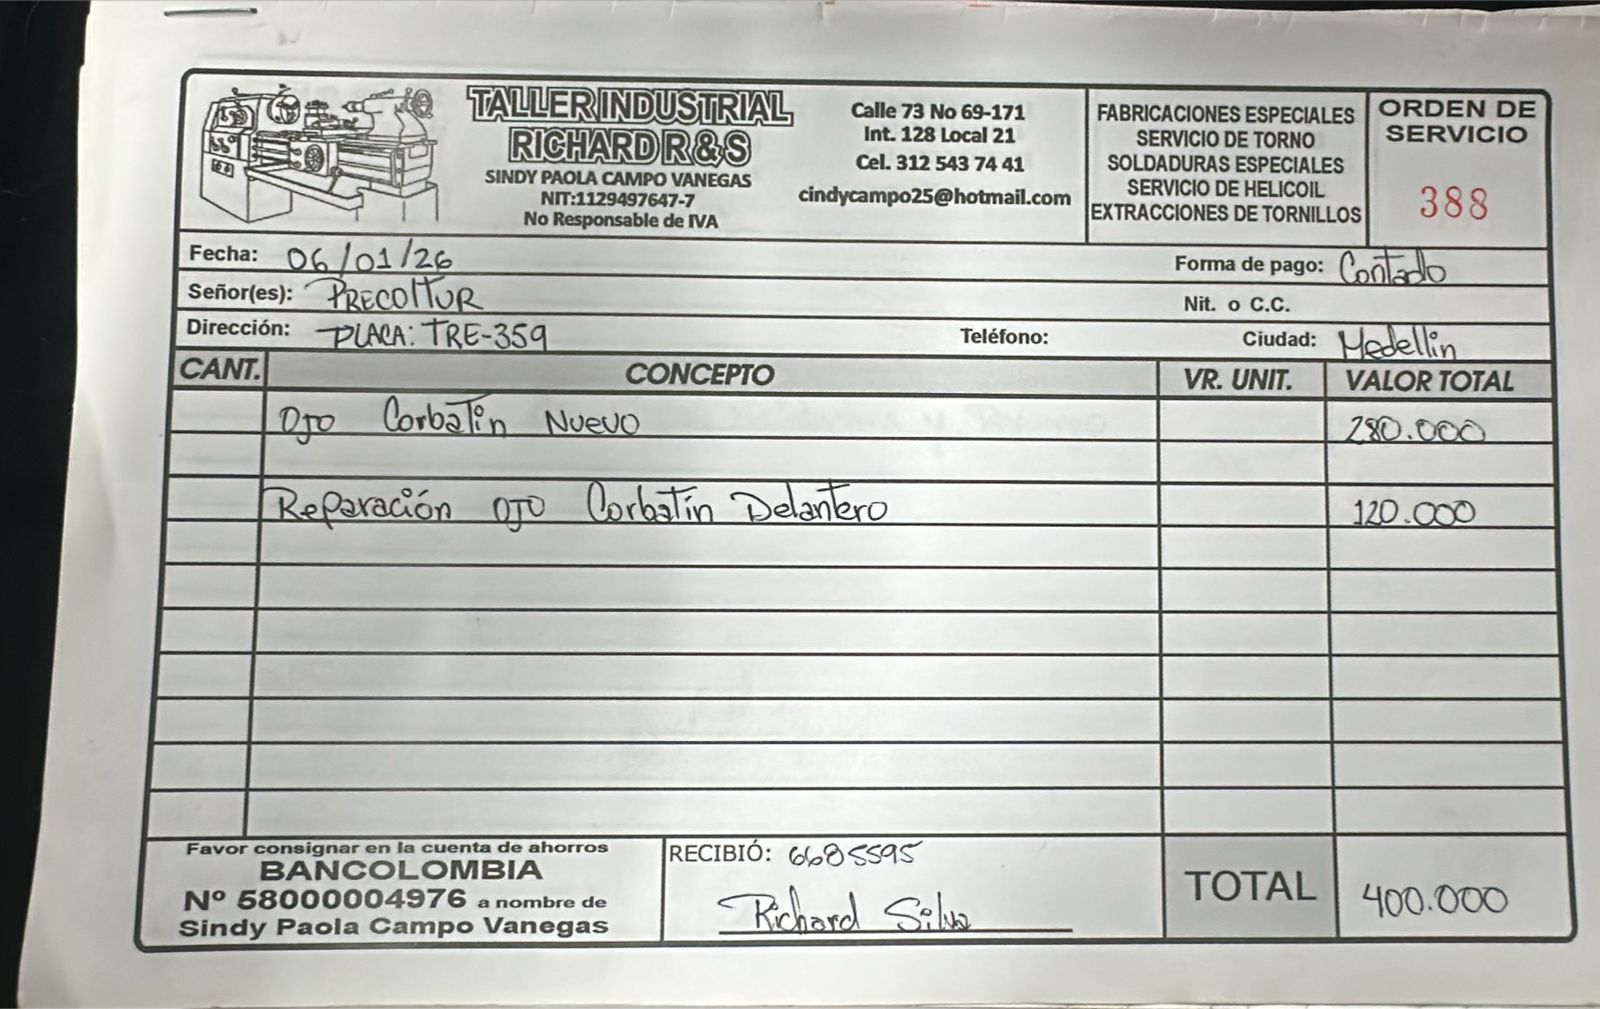 TALLER INDUSTRIAL
RICHARD R & S
SINDY PAOLA CAMPO VANEGAS
NIT:1129497647-7
No Responsable de IVA
Calle 73 No 69-171
Int. 128 Local 21
Cel. 312 543 74 41
cindycampo25@hotmail.com
FABRICACIONES ESPECIALES
SERVICIO DE TORNO
SOLDADURAS ESPECIALES
SERVICIO DE HELICOIL
EXTRACCIONES DE TORNILLOS
ORDEN DE
SERVICIO
388
Fecha: 06/01/26 Forma de pago: Contado
Señor(es): PRECOLTUR Nit. o C.C.
Dirección: PLACA: TRE-359 Teléfono: Ciudad: Medellin
CANT. CONCEPTO VR. UNIT. VALOR TOTAL
OJO Corbatín Nuevo 280.000
Reparación OJO Corbatín Delantero 120.000
Favor consignar en la cuenta de ahorros
BANCOLOMBIA
Nº 58000004976 a nombre de
Sindy Paola Campo Vanegas
RECIBIÓ: 6685595
Richard Silva
TOTAL 400.000